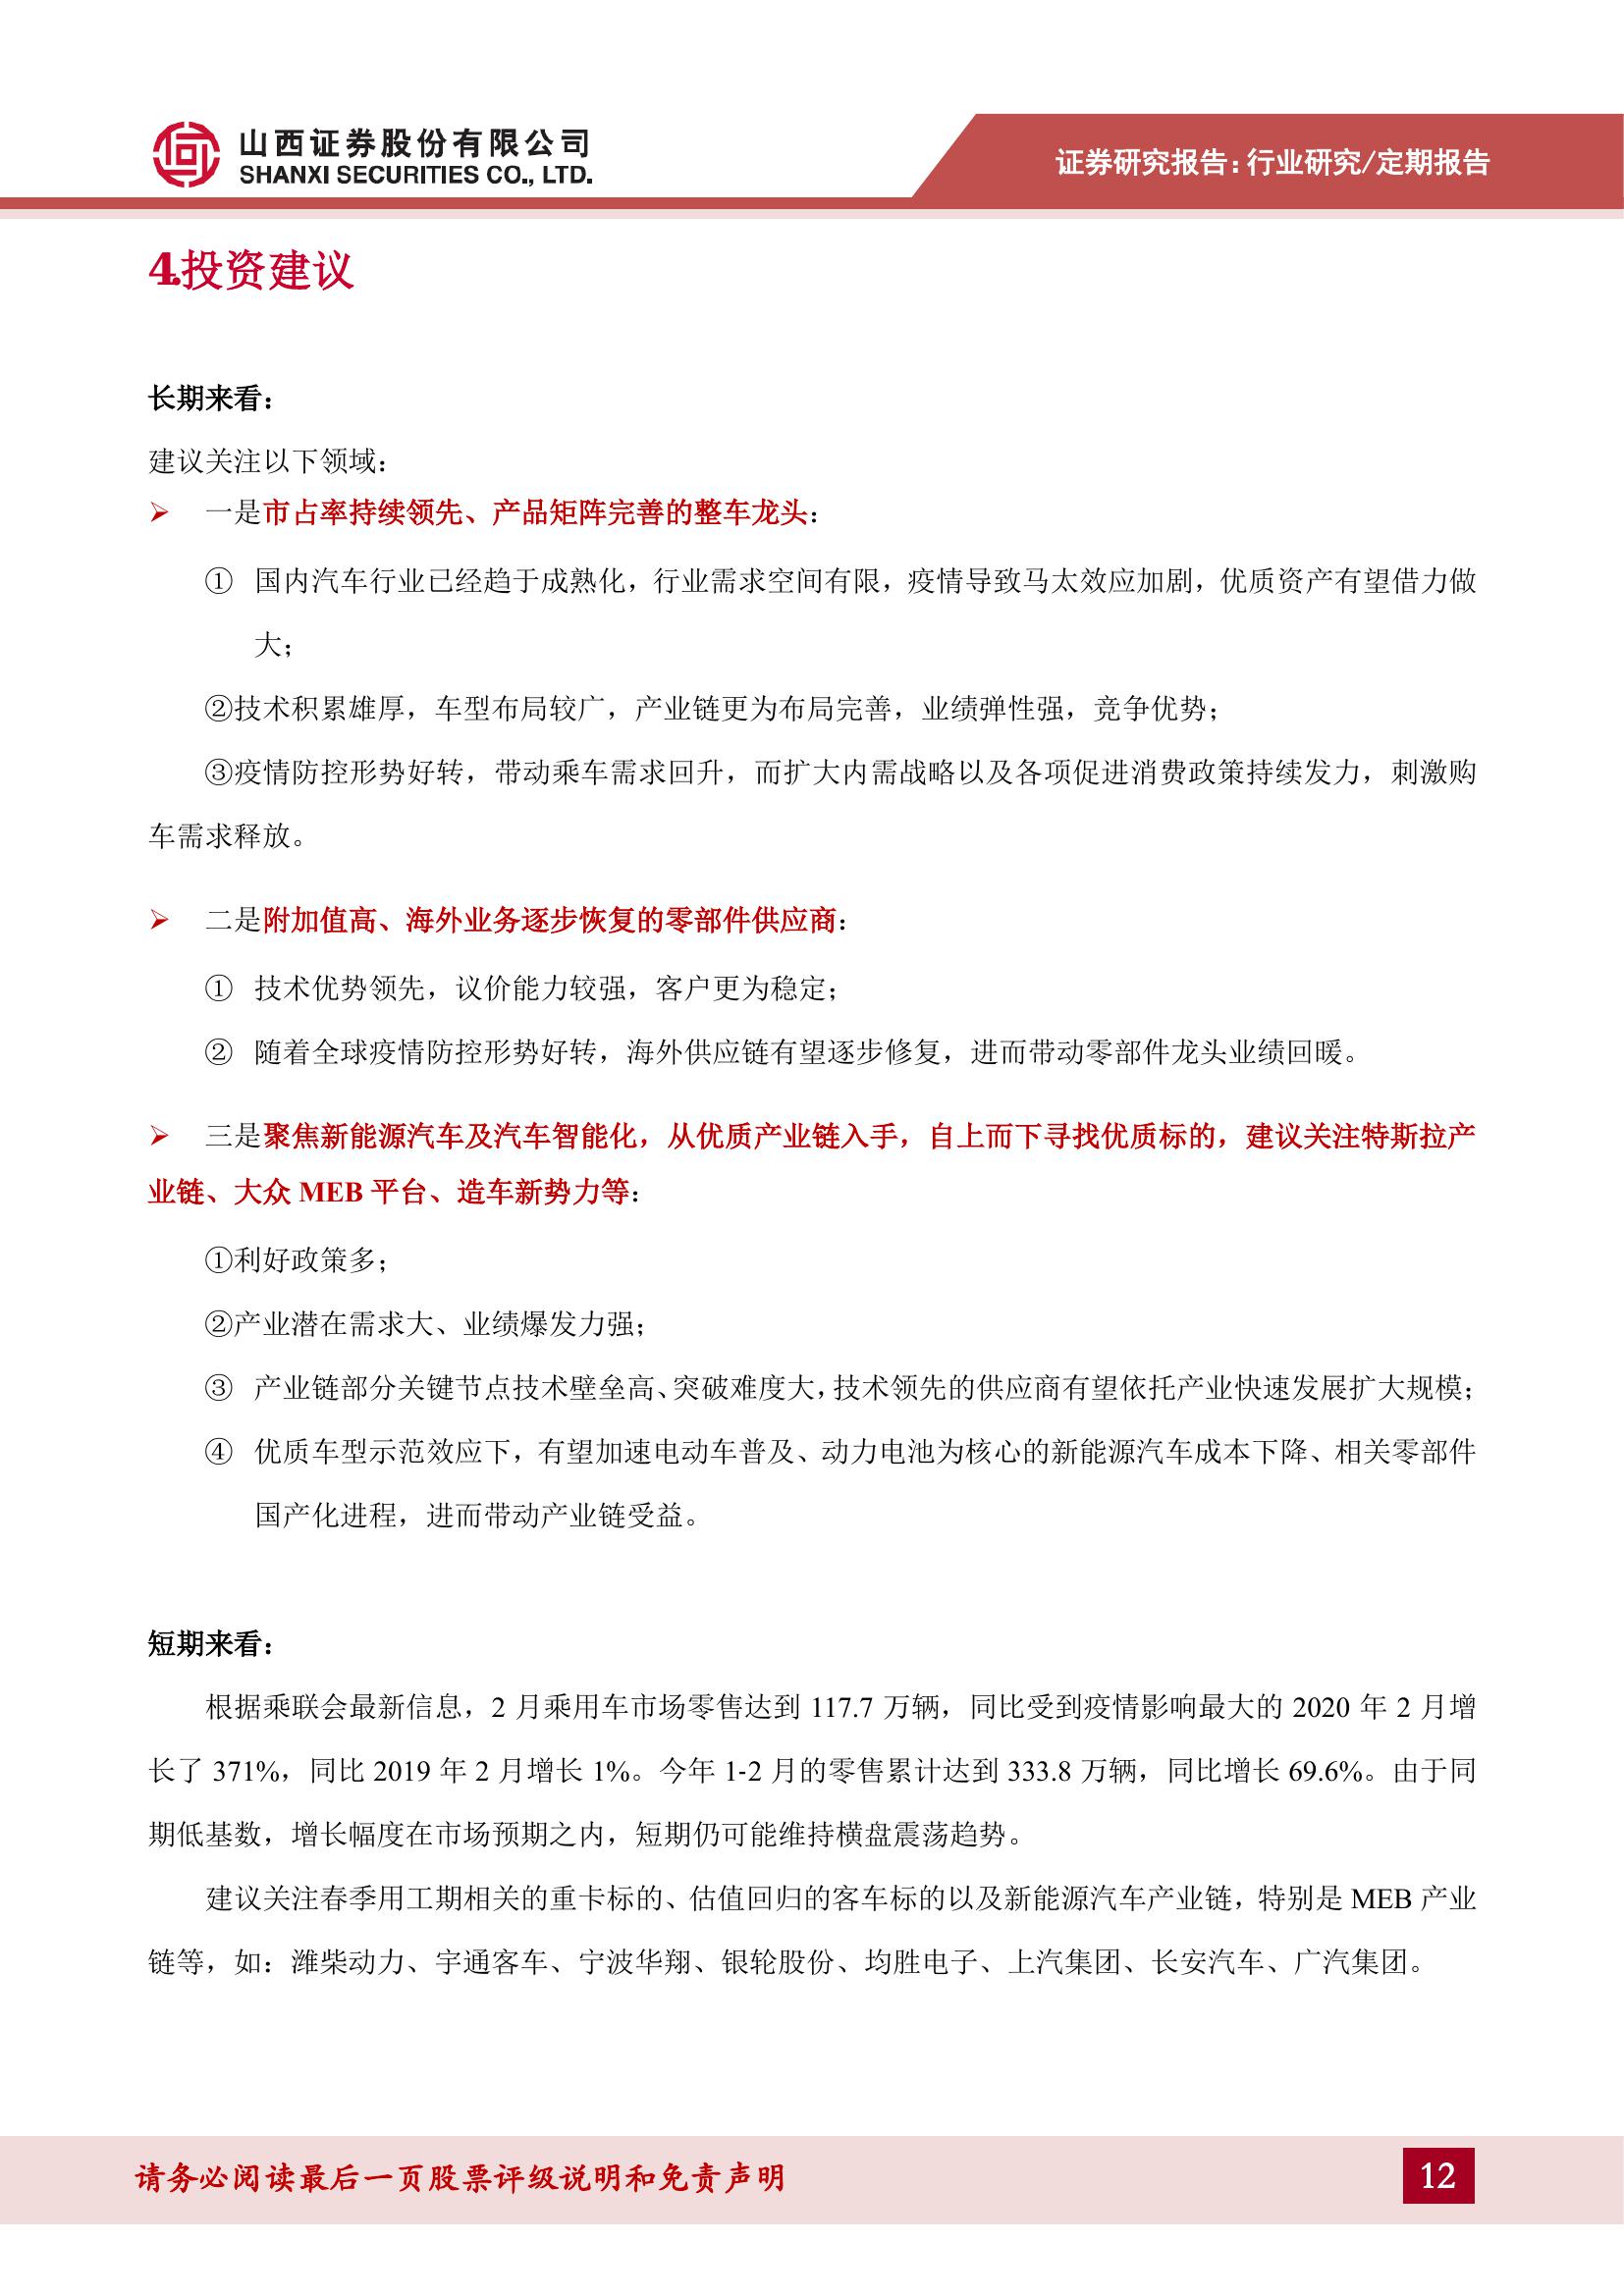 山西证券股份有限公司
SHANXI SECURITIES CO., LTD.
证券研究报告：行业研究/定期报告
4.投资建议
长期来看：
建议关注以下领域：
➢ 一是市占率持续领先、产品矩阵完善的整车龙头：
① 国内汽车行业已经趋于成熟化，行业需求空间有限，疫情导致马太效应加剧，优质资产有望借力做
大；
②技术积累雄厚，车型布局较广，产业链更为布局完善，业绩弹性强，竞争优势；
③疫情防控形势好转，带动乘车需求回升，而扩大内需战略以及各项促进消费政策持续发力，刺激购
车需求释放。
➢ 二是附加值高、海外业务逐步恢复的零部件供应商：
① 技术优势领先，议价能力较强，客户更为稳定；
② 随着全球疫情防控形势好转，海外供应链有望逐步修复，进而带动零部件龙头业绩回暖。
➢ 三是聚焦新能源汽车及汽车智能化，从优质产业链入手，自上而下寻找优质标的，建议关注特斯拉产
业链、大众 MEB 平台、造车新势力等：
①利好政策多；
②产业潜在需求大、业绩爆发力强；
③ 产业链部分关键节点技术壁垒高、突破难度大，技术领先的供应商有望依托产业快速发展扩大规模；
④ 优质车型示范效应下，有望加速电动车普及、动力电池为核心的新能源汽车成本下降、相关零部件
国产化进程，进而带动产业链受益。
短期来看：
根据乘联会最新信息，2 月乘用车市场零售达到 117.7 万辆，同比受到疫情影响最大的 2020 年 2 月增
长了 371%，同比 2019 年 2 月增长 1%。今年 1-2 月的零售累计达到 333.8 万辆，同比增长 69.6%。由于同
期低基数，增长幅度在市场预期之内，短期仍可能维持横盘震荡趋势。
建议关注春季用工期相关的重卡标的、估值回归的客车标的以及新能源汽车产业链，特别是 MEB 产业
链等，如：潍柴动力、宇通客车、宁波华翔、银轮股份、均胜电子、上汽集团、长安汽车、广汽集团。
请务必阅读最后一页股票评级说明和免责声明
12